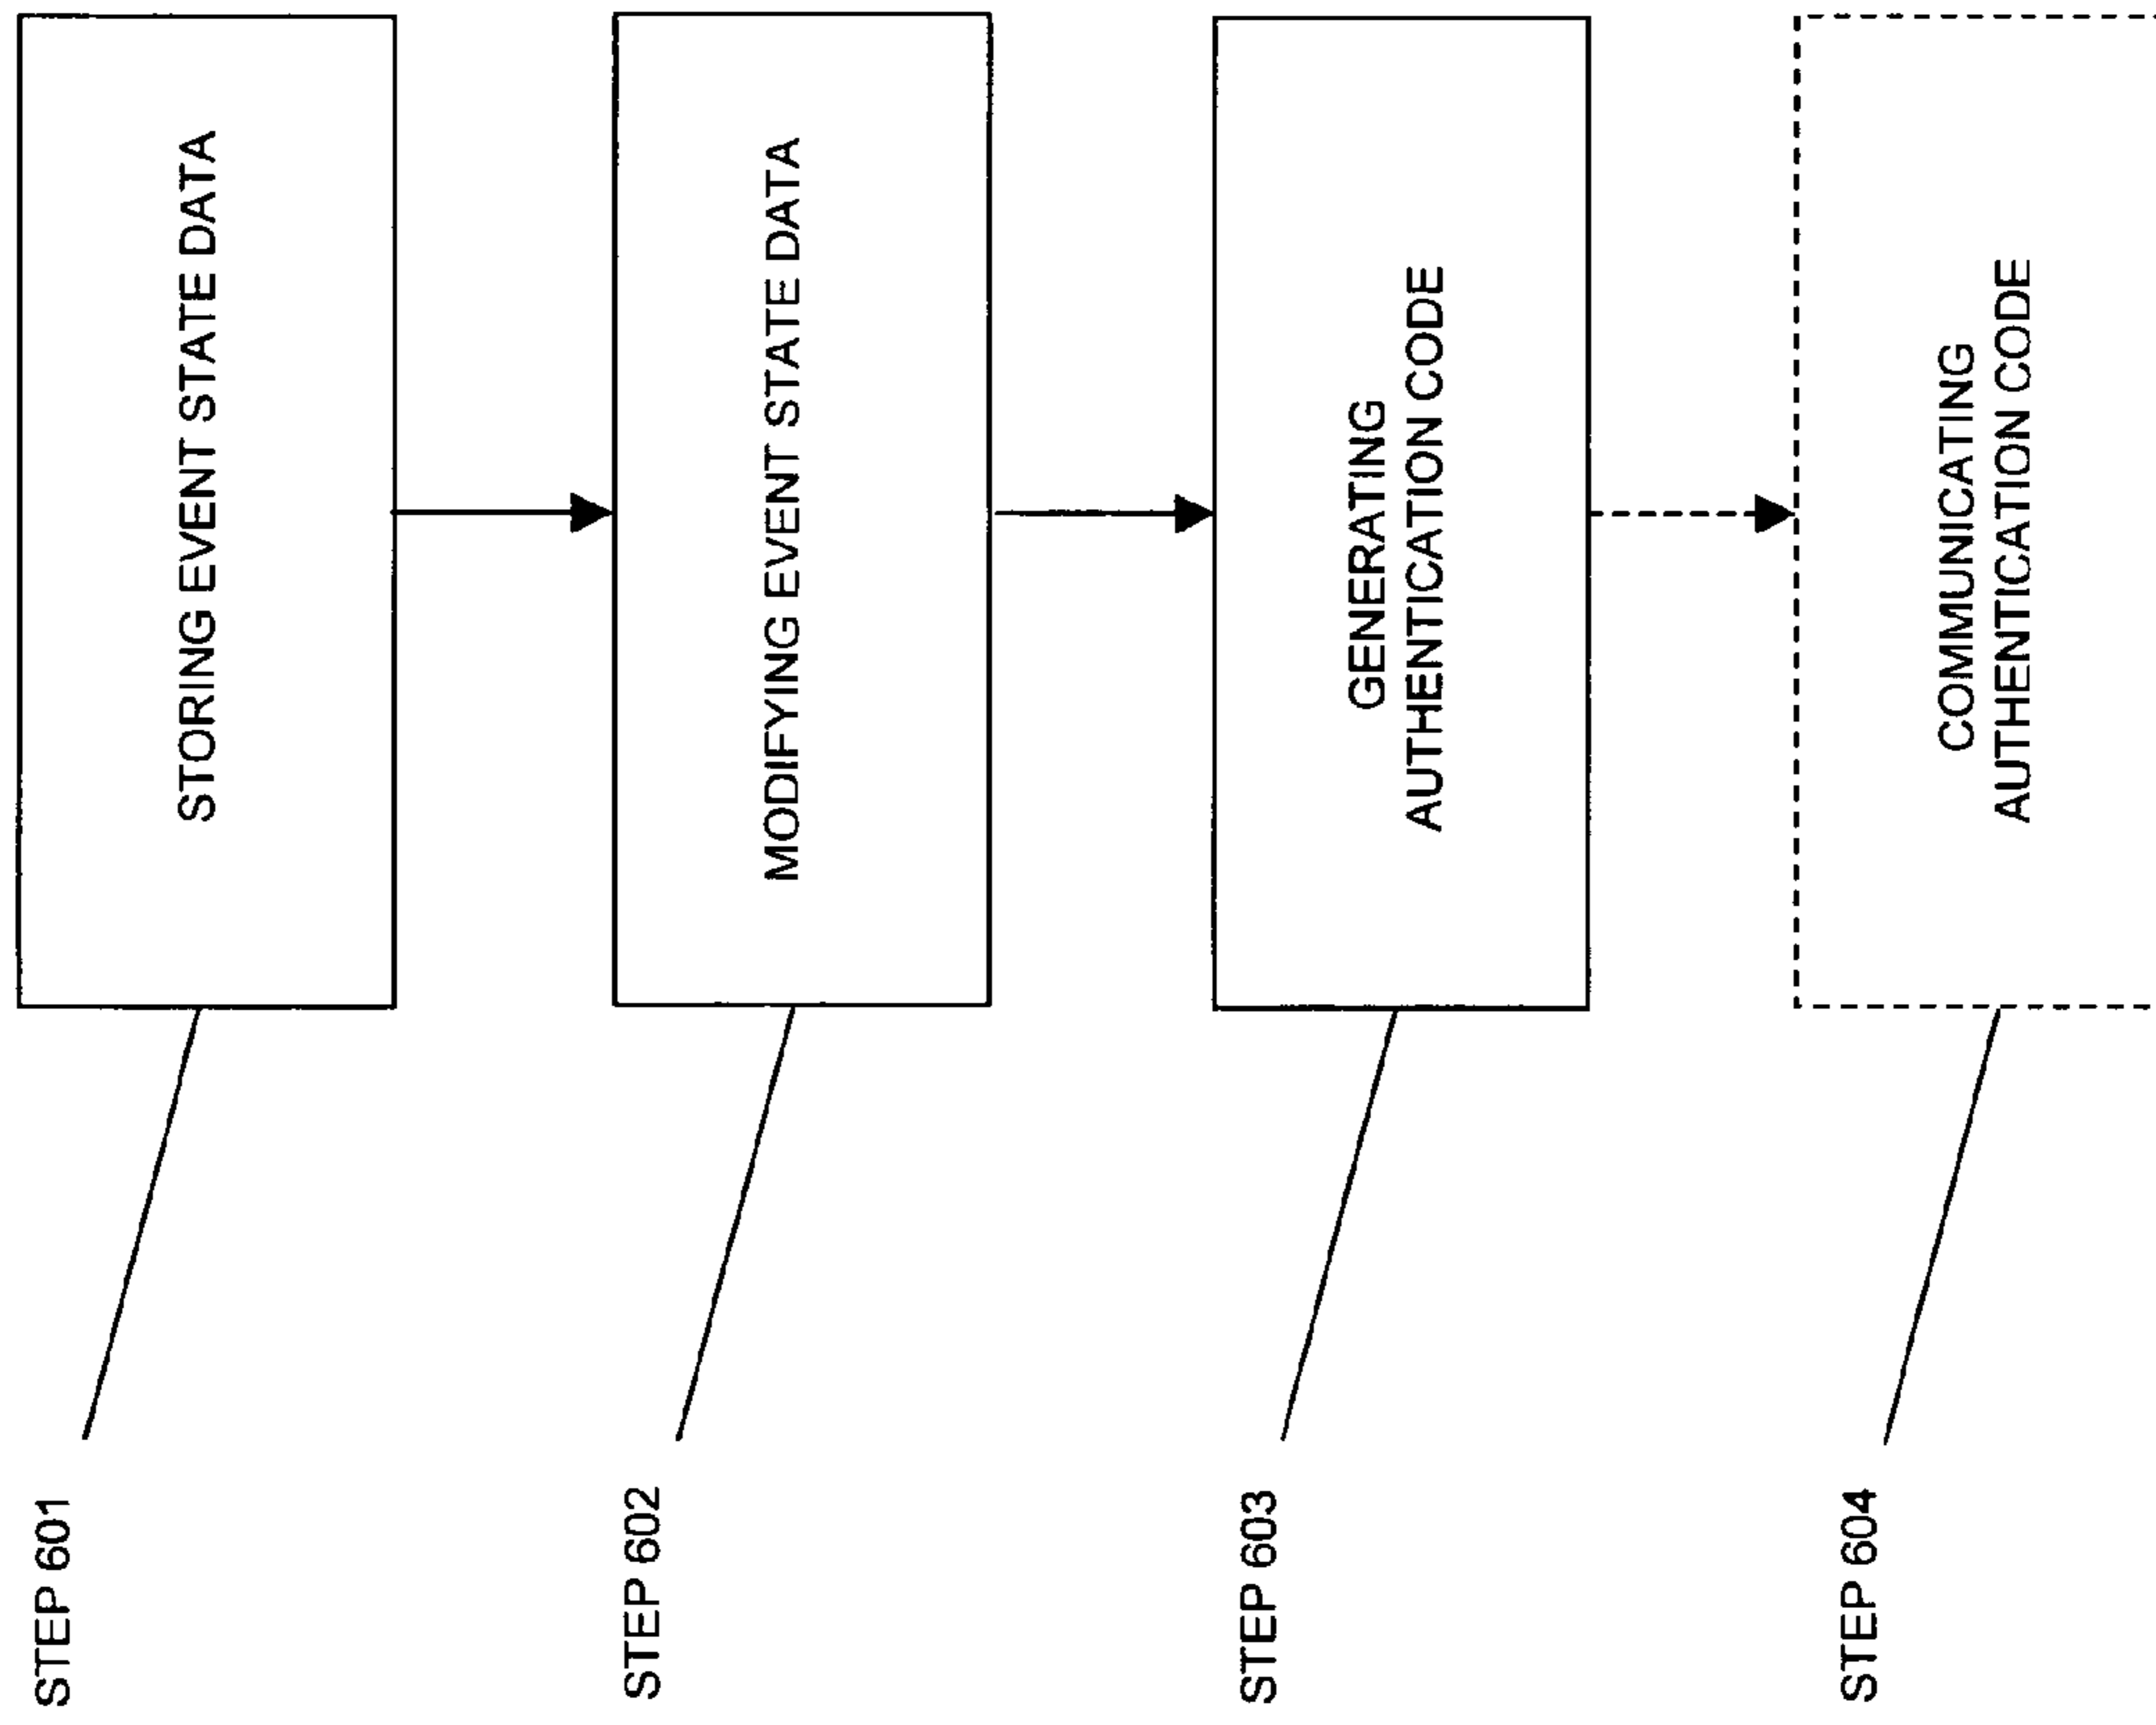 STEP 601
STORING EVENT STATE DATA
STEP 602
MODIFYING EVENT STATE DATA
STEP 603
GENERATING
AUTHENTICATION CODE
STEP 604
COMMUNICATING
AUTHENTICATION CODE